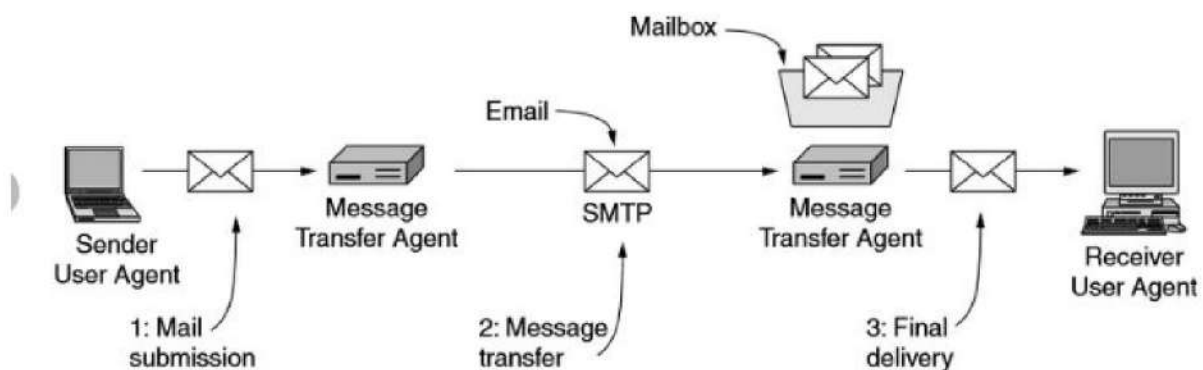 Mailbox
Email
SMTP
Message
Transfer Agent
Message
Transfer Agent
Sender
User Agent
Receiver
User Agent
1: Mail
submission
2: Message
transfer
3: Final
delivery